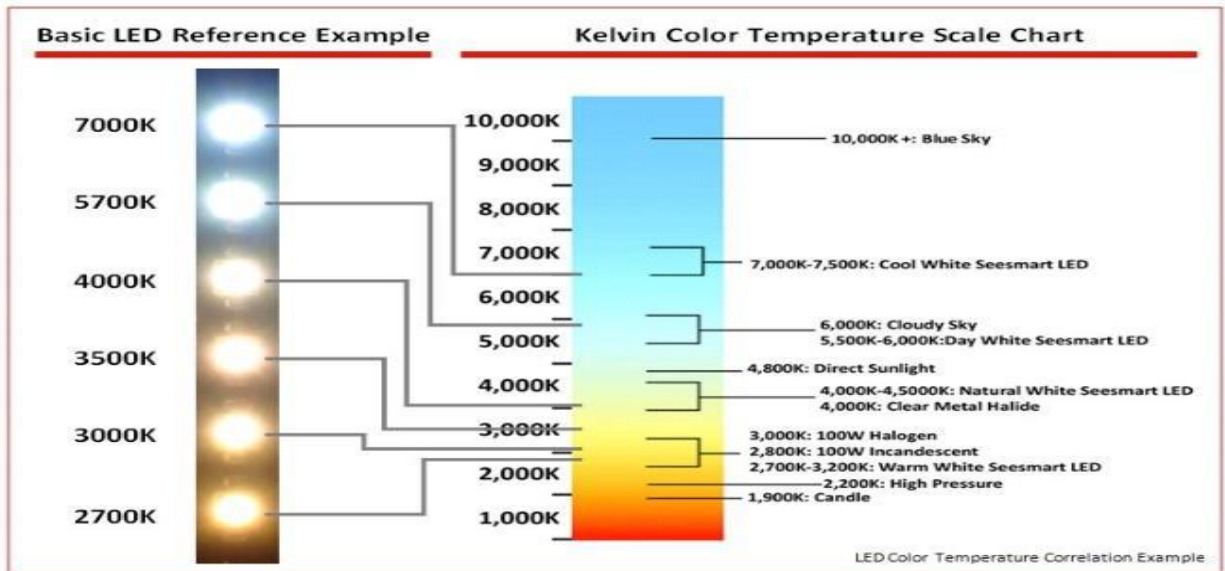 Basic LED Reference Example
7000K
5700K
4000K
3500K
3000K
2700K
Kelvin Color Temperature Scale Chart
10,000K
9,000K
8,000K
7,000K
6,000K
5,000K
4,000K
3,000K
2,000K
1,000K
10,000K +: Blue Sky
7,000K-7,500K: Cool White Seesmart LED
6,000K: Cloudy Sky
5,500K-6,000K:Day White Seesmart LED
4,800K: Direct Sunlight
4,000K-4,5000K: Natural White Seesmart LED
4,000K: Clear Metal Halide
3,000K: 100W Halogen
2,800K: 100W Incandescent
2,700K-3,200K: Warm White Seesmart LED
2,200K: High Pressure
1,900K: Candle
LED Color Temperature Correlation Example